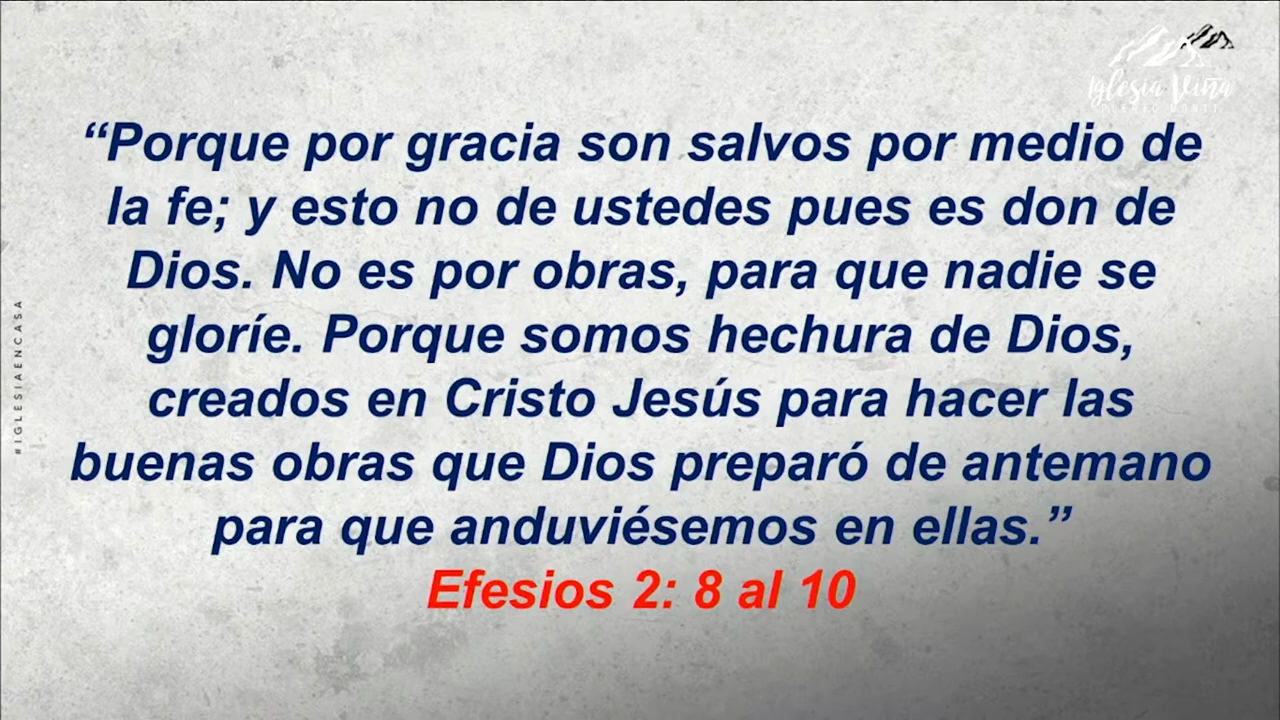 Iglesia Viña
“Porque por gracia son salvos por medio de
la fe; y esto no de ustedes pues es don de
Dios. No es por obras, para que nadie se
gloríe. Porque somos hechura de Dios,
creados en Cristo Jesús para hacer las
buenas obras que Dios preparó de antemano
para que anduviésemos en ellas.”
Efesios 2: 8 al 10
#IGLESIAENCASA